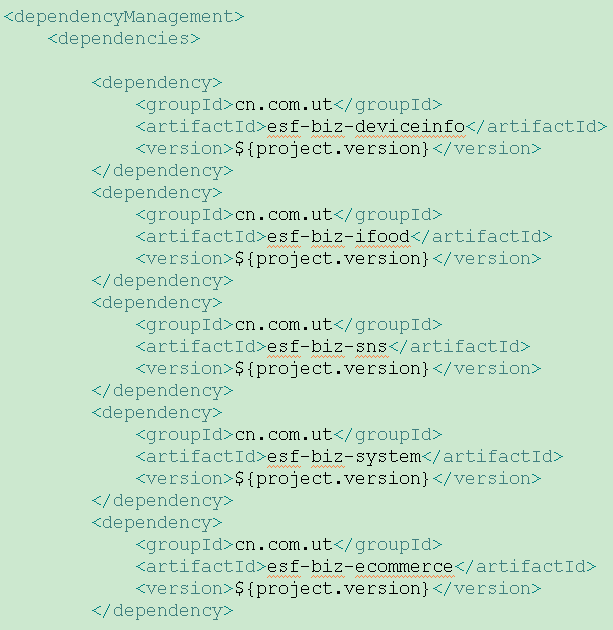 <dependencyManagement>
<dependencies>
<dependency>
<groupId>cn.com.ut</groupId>
<artifactId>esf-biz-deviceinfo</artifactId>
<version>${project.version}</version>
</dependency>
<dependency>
<groupId>cn.com.ut</groupId>
<artifactId>esf-biz-ifood</artifactId>
<version>${project.version}</version>
</dependency>
<dependency>
<groupId>cn.com.ut</groupId>
<artifactId>esf-biz-sns</artifactId>
<version>${project.version}</version>
</dependency>
<dependency>
<groupId>cn.com.ut</groupId>
<artifactId>esf-biz-system</artifactId>
<version>${project.version}</version>
</dependency>
<dependency>
<groupId>cn.com.ut</groupId>
<artifactId>esf-biz-ecommerce</artifactId>
<version>${project.version}</version>
</dependency>